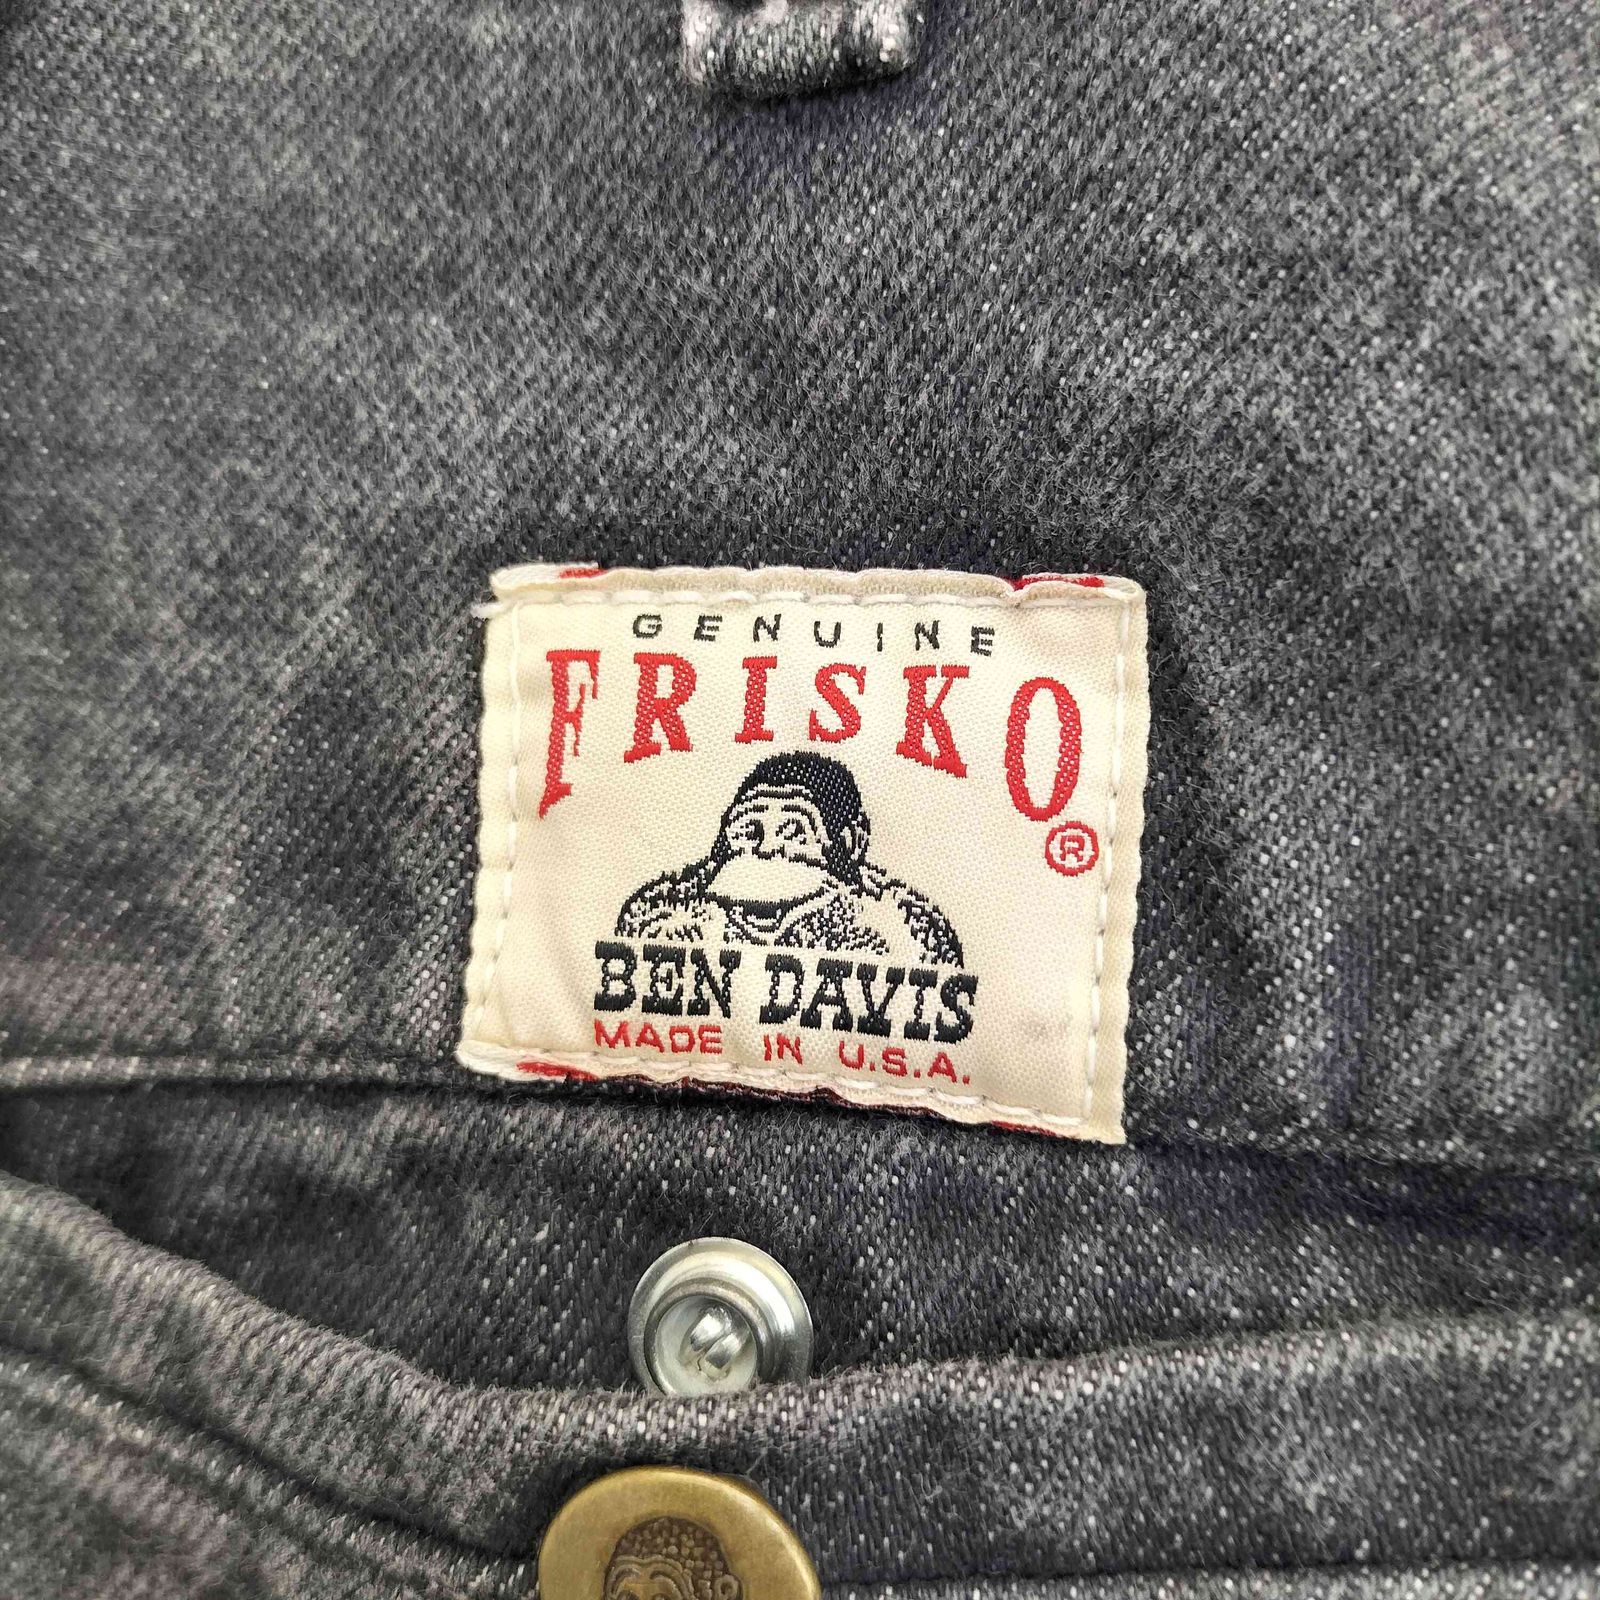 GENUINE
FRISKO
®
BEN DAVIS
MADE IN U.S.A.